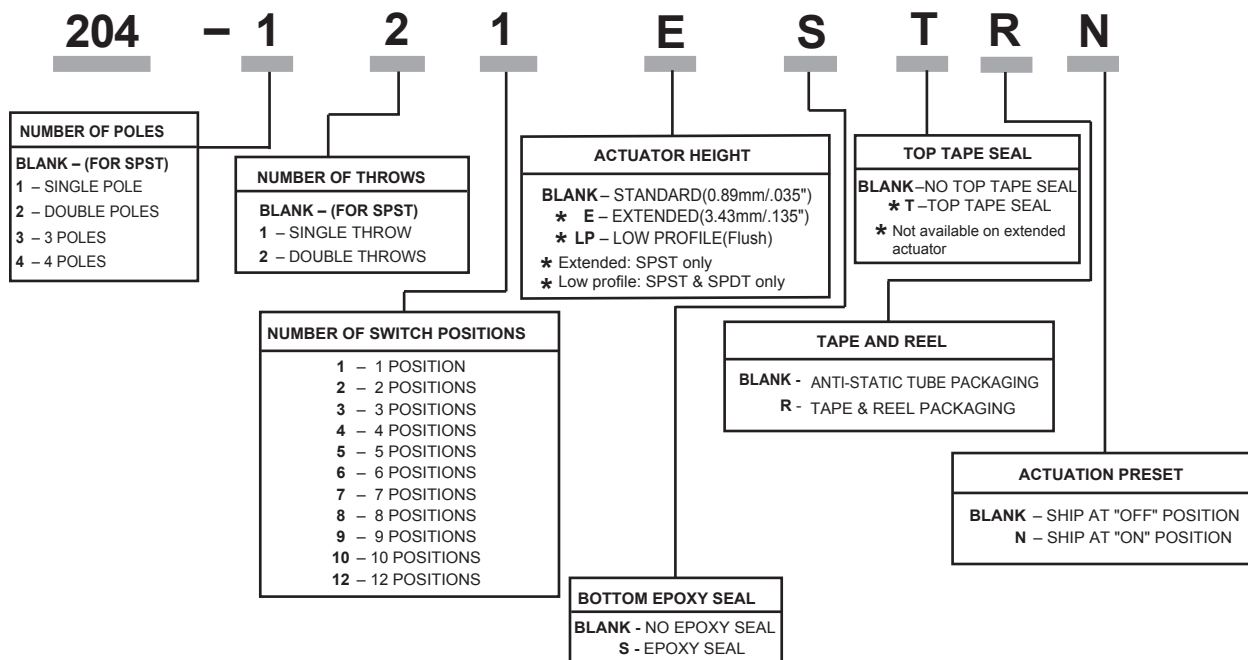 204 – 1 2 1 E S T R N
NUMBER OF POLES
BLANK – (FOR SPST)
1 – SINGLE POLE
2 – DOUBLE POLES
3 – 3 POLES
4 – 4 POLES
NUMBER OF THROWS
BLANK – (FOR SPST)
1 – SINGLE THROW
2 – DOUBLE THROWS
NUMBER OF SWITCH POSITIONS
1 – 1 POSITION
2 – 2 POSITIONS
3 – 3 POSITIONS
4 – 4 POSITIONS
5 – 5 POSITIONS
6 – 6 POSITIONS
7 – 7 POSITIONS
8 – 8 POSITIONS
9 – 9 POSITIONS
10 – 10 POSITIONS
12 – 12 POSITIONS
ACTUATOR HEIGHT
BLANK – STANDARD(0.89mm/.035")
* E – EXTENDED(3.43mm/.135")
* LP – LOW PROFILE(Flush)
* Extended: SPST only
* Low profile: SPST & SPDT only
BOTTOM EPOXY SEAL
BLANK - NO EPOXY SEAL
S - EPOXY SEAL
TOP TAPE SEAL
BLANK –NO TOP TAPE SEAL
* T –TOP TAPE SEAL
* Not available on extended
actuator
TAPE AND REEL
BLANK - ANTI-STATIC TUBE PACKAGING
R - TAPE & REEL PACKAGING
ACTUATION PRESET
BLANK – SHIP AT "OFF" POSITION
N – SHIP AT "ON" POSITION